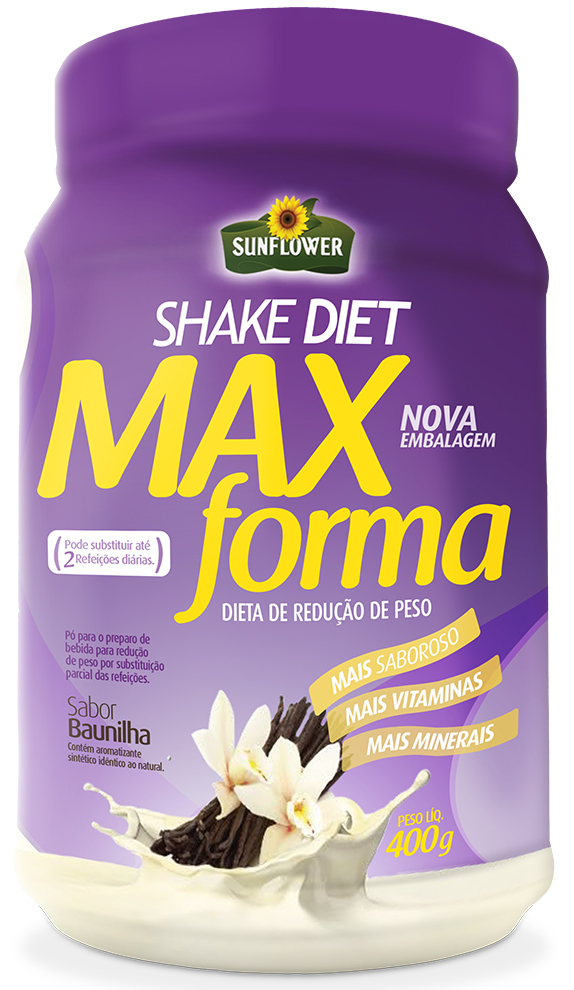 SUNFLOWER
SHAKE DIET
MAX
forma
NOVA
EMBALAGEM
(Pode substituir até
2 Refeições diárias.)
DIETA DE REDUÇÃO DE PESO
Pó para o preparo de
bebida para redução
de peso por substituição
parcial das refeições.
MAIS SABOROSO
MAIS VITAMINAS
MAIS MINERAIS
Sabor
Baunilha
Contém aromatizante
sintético idêntico ao natural.
PESO LÍQ.
400g